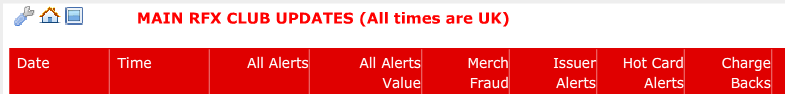 MAIN RFX CLUB UPDATES (All times are UK)
Date Time All Alerts All Alerts Merch Issuer Hot Card Charge
Value Fraud Alerts Alerts Backs